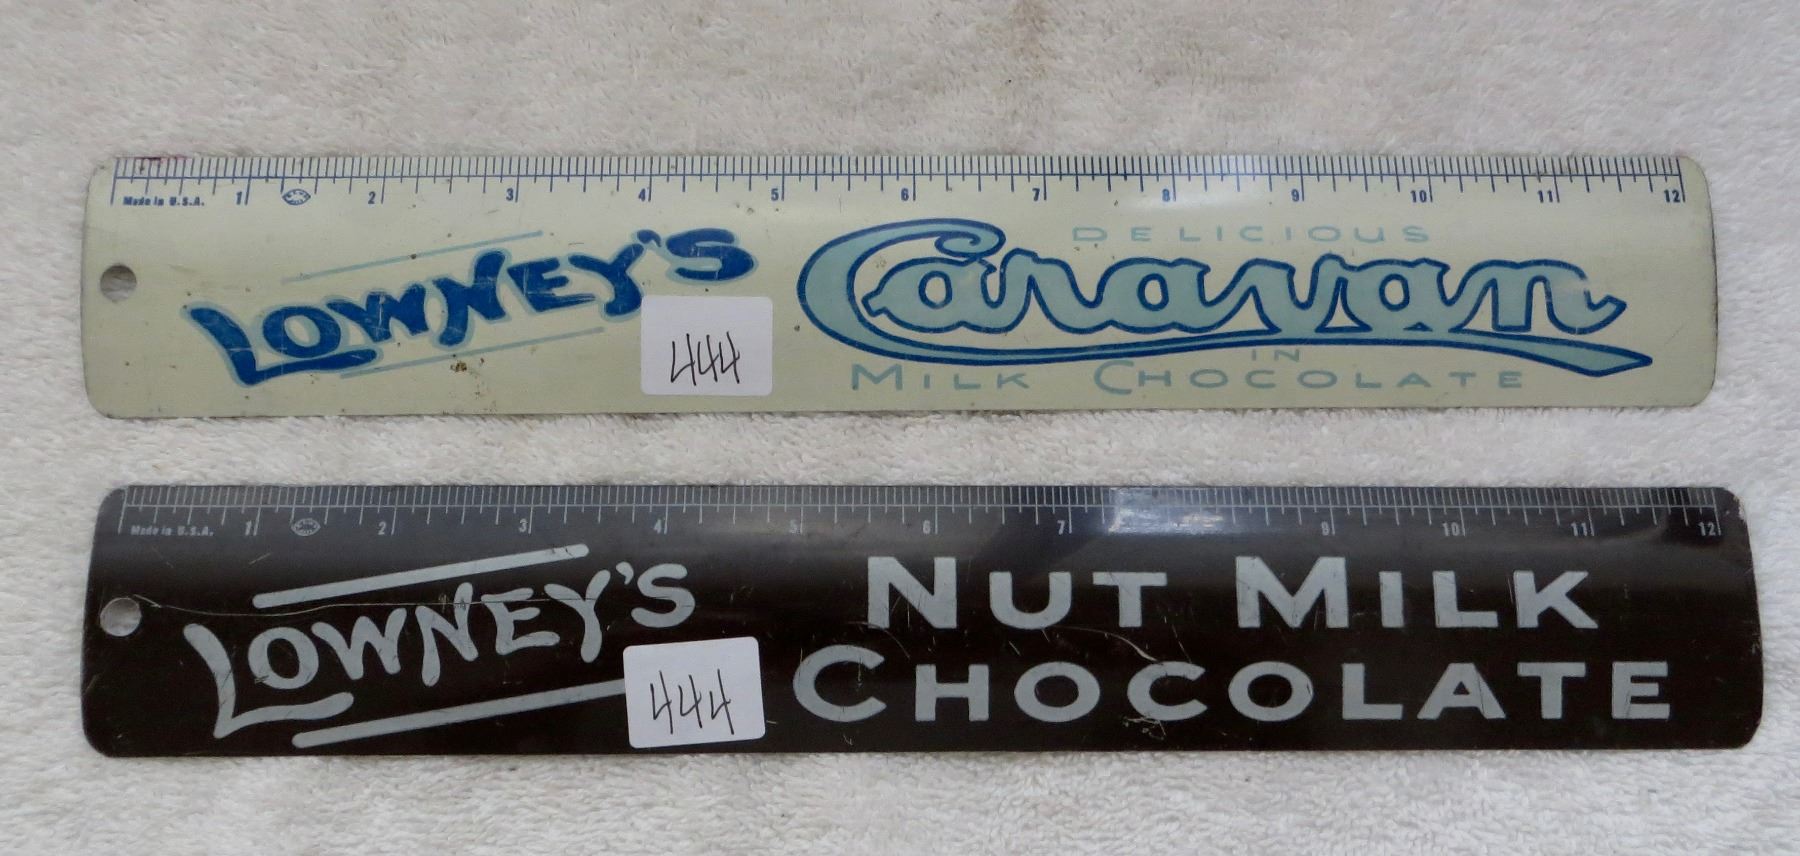 Made in U.S.A. 1 2 3 4 5 6 7 8 9 10 11 12
LOWNEY'S
DELICIOUS
Caravan
IN
MILK CHOCOLATE
444
Made in U.S.A. 1 2 3 4 5 6 7 9 10 11 12
LOWNEY'S
NUT MILK
CHOCOLATE
444